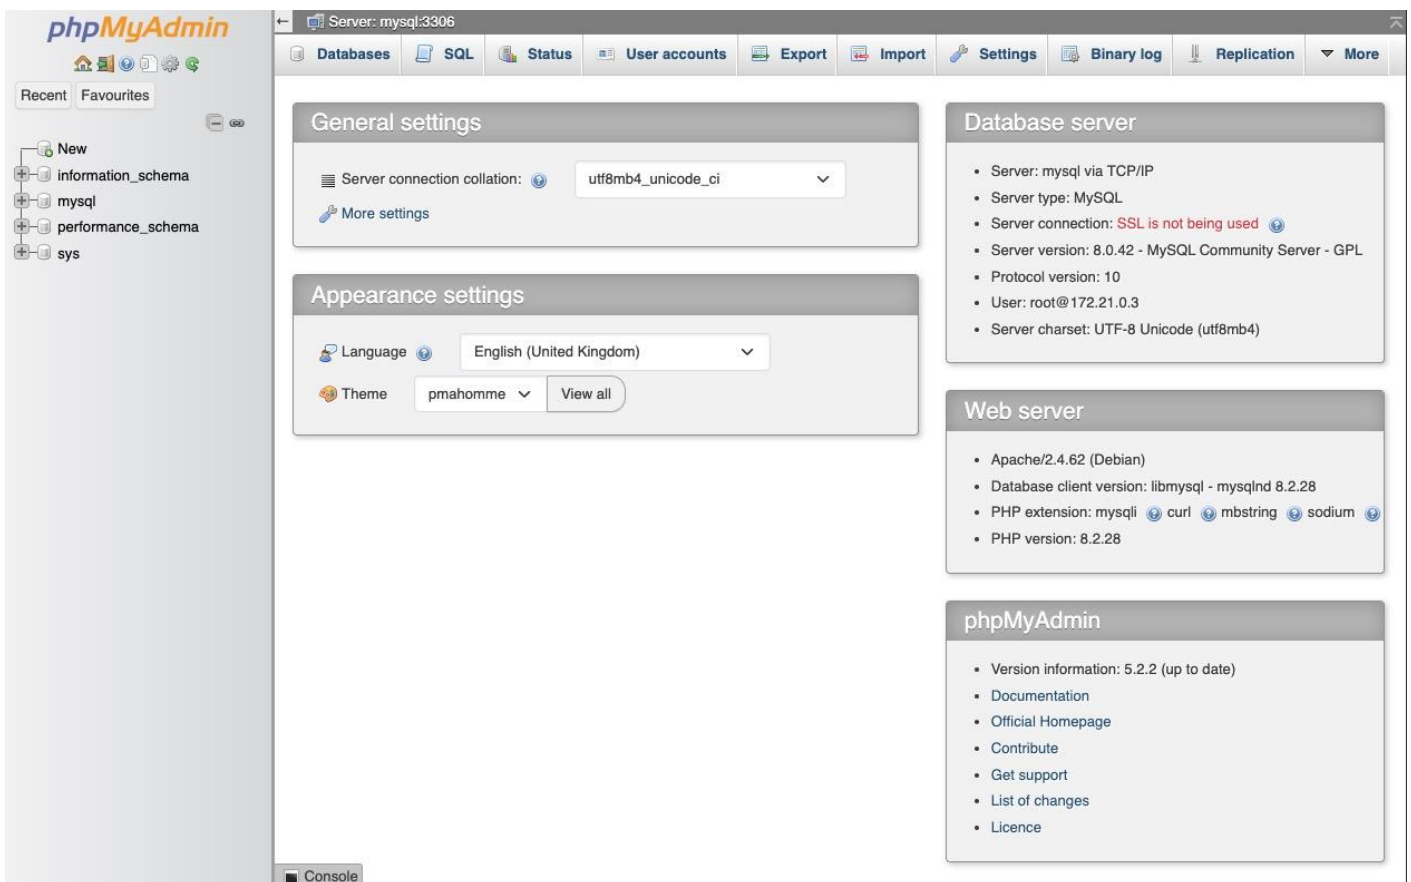 phpMyAdmin
Recent Favourites
New
information_schema
mysql
performance_schema
sys
Server: mysql:3306
Databases SQL Status User accounts Export Import Settings Binary log Replication More
General settings
Server connection collation: utf8mb4_unicode_ci
More settings
Appearance settings
Language English (United Kingdom)
Theme pmahomme View all
Database server
Server: mysql via TCP/IP
Server type: MySQL
Server connection: SSL is not being used
Server version: 8.0.42 - MySQL Community Server - GPL
Protocol version: 10
User: root@172.21.0.3
Server charset: UTF-8 Unicode (utf8mb4)
Web server
Apache/2.4.62 (Debian)
Database client version: libmysql - mysqlnd 8.2.28
PHP extension: mysqli curl mbstring sodium
PHP version: 8.2.28
phpMyAdmin
Version information: 5.2.2 (up to date)
Documentation
Official Homepage
Contribute
Get support
List of changes
Licence
Console